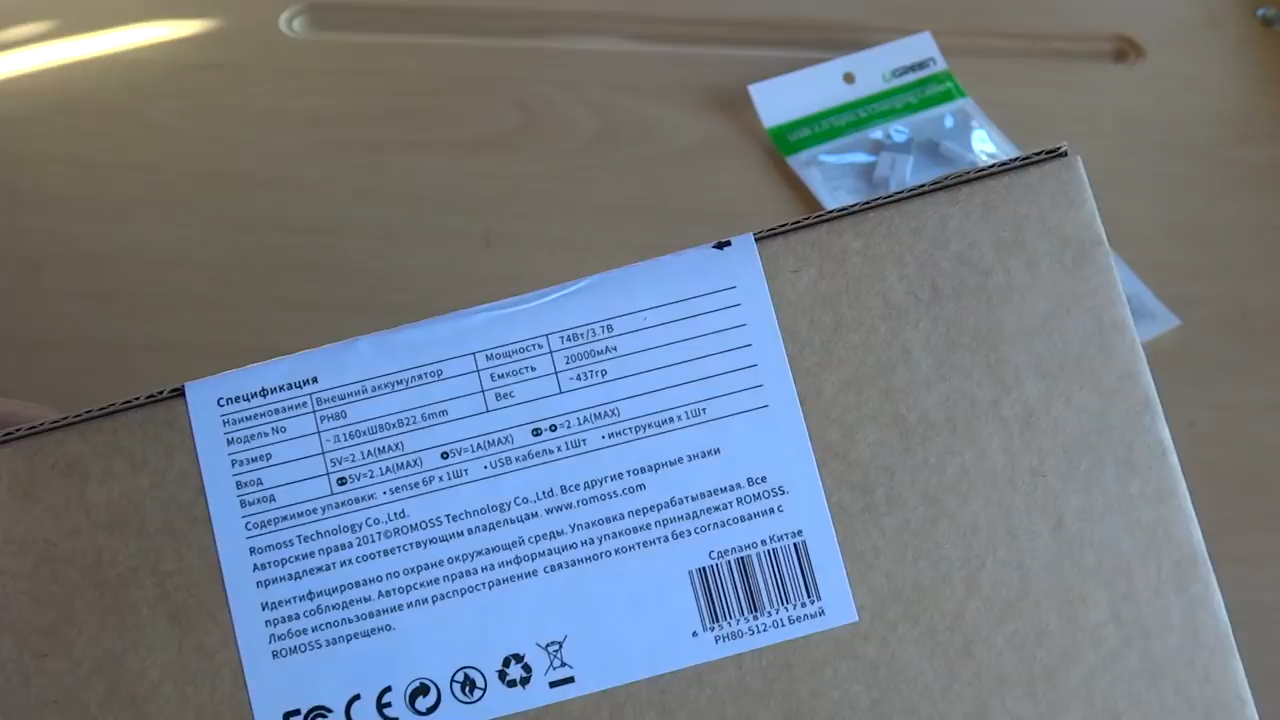 UGREEN
Спецификация
Наименование Внешний аккумулятор Мощность 74Вт/3.7В
Модель No PH80 Емкость 20000мАч
Размер ~Д160хШ80хВ22.6mm Вес ~437гр
Вход 5V=2.1A(MAX)
Выход 5V=2.1A(MAX) 5V=1A(MAX) =2.1A(MAX)
Содержимое упаковки: •sense 6P x 1Шт •USB кабель x 1Шт •инструкция x 1Шт
Romoss Technology Co.,Ltd.
Авторские права 2017©ROMOSS Technology Co.,Ltd. Все другие товарные знаки
принадлежат их соответствующим владельцам. www.romoss.com
Идентифицировано по охране окружающей среды. Упаковка перерабатываемая. Все
права соблюдены. Авторские права на информацию на упаковке принадлежат ROMOSS.
Любое использование или распространение связанного контента без согласования с
ROMOSS запрещено.
Сделано в Китае
6 951758 371789
PH80-512-01 Белый